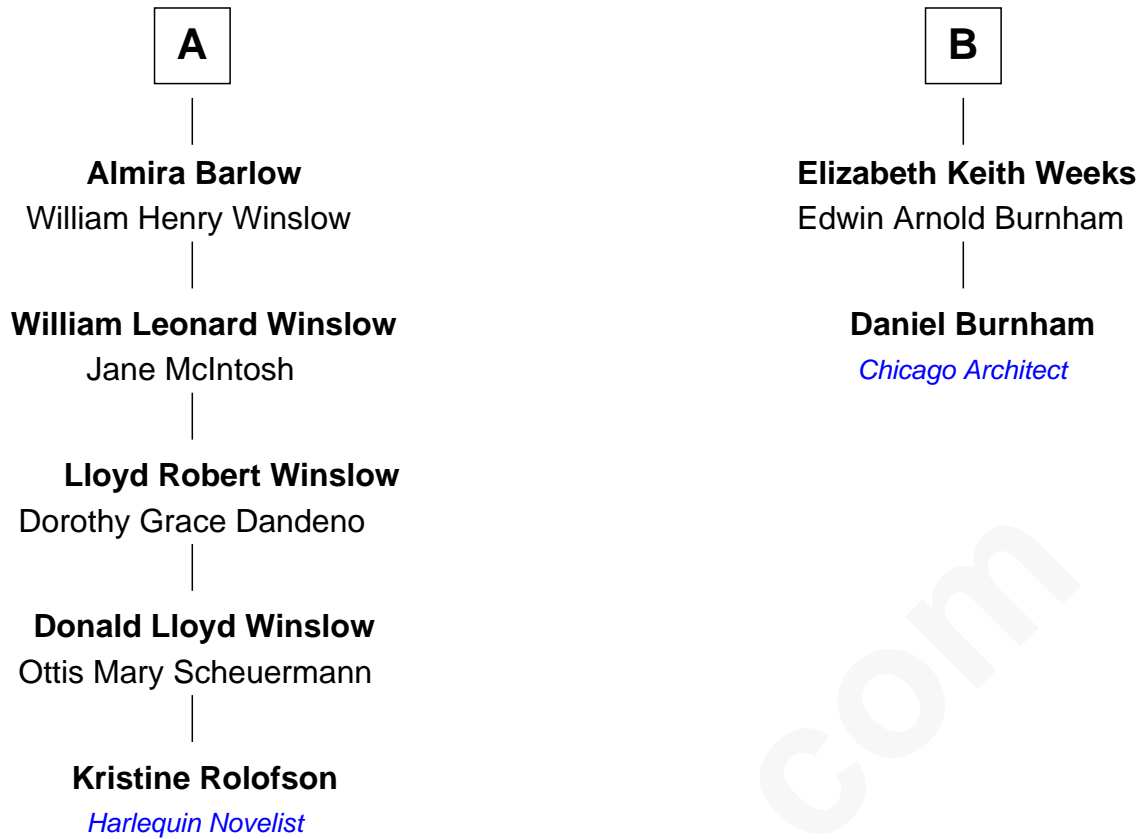 A
Almira Barlow
William Henry Winslow
William Leonard Winslow
Jane McIntosh
Lloyd Robert Winslow
Dorothy Grace Dandeno
Donald Lloyd Winslow
Ottis Mary Scheuermann
Kristine Rolofson
Harlequin Novelist
B
Elizabeth Keith Weeks
Edwin Arnold Burnham
Daniel Burnham
Chicago Architect
com